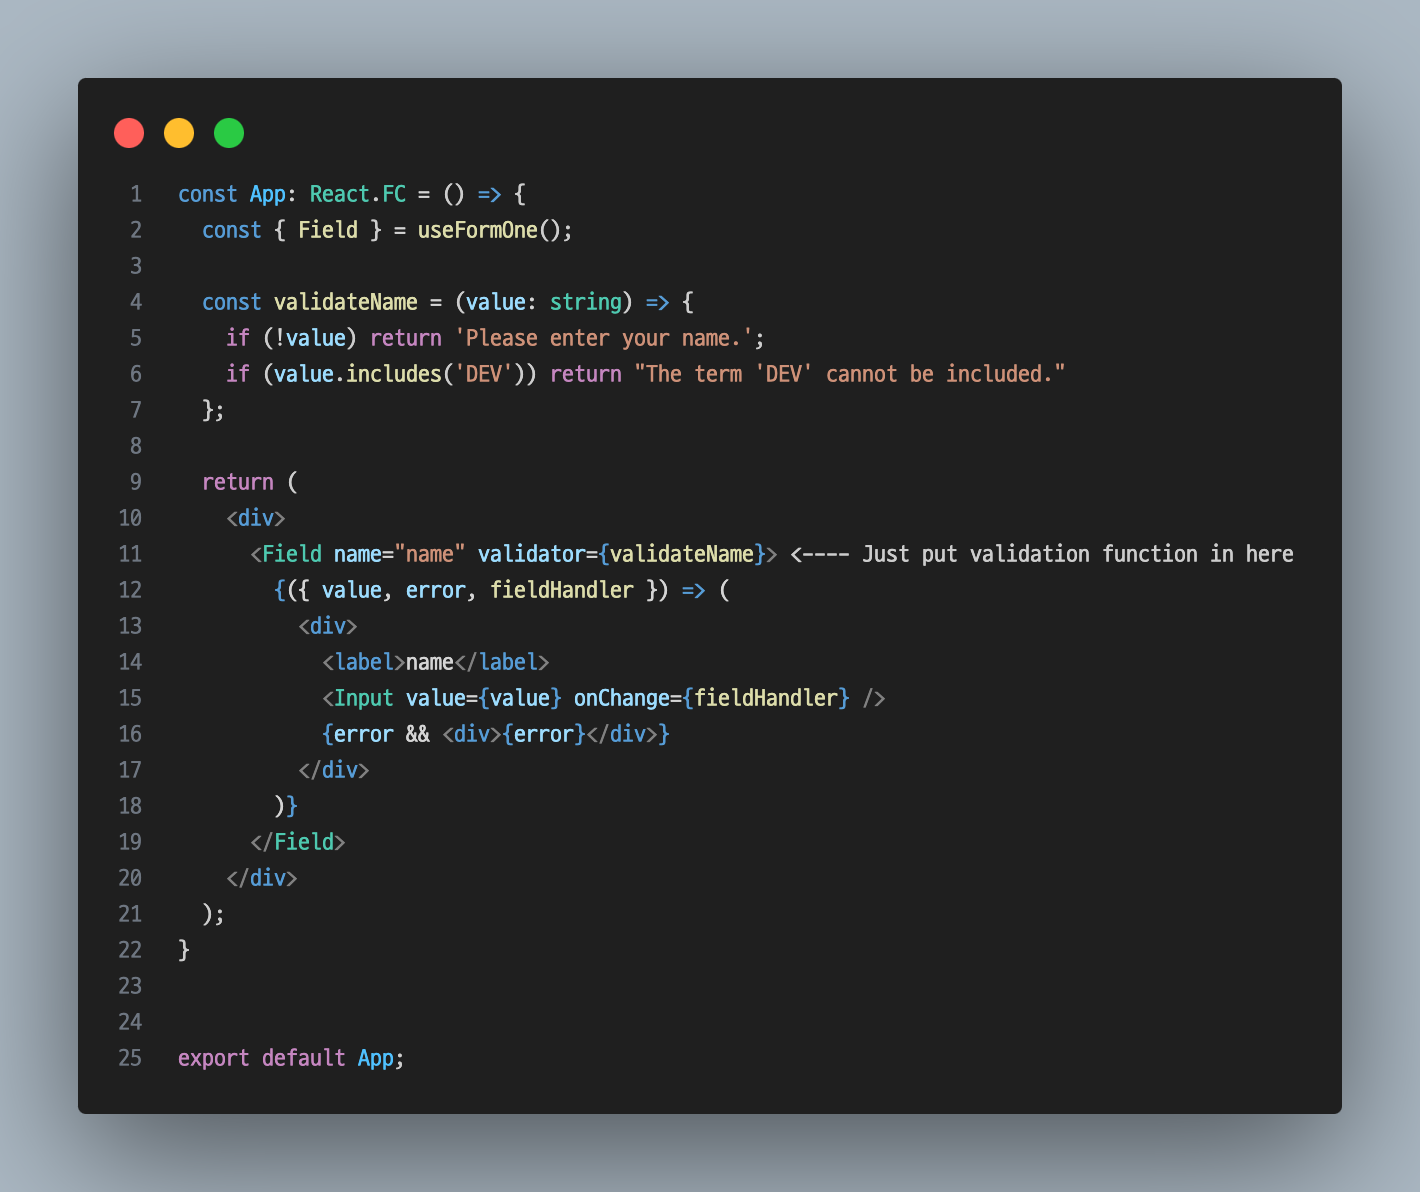 1 const App: React.FC = () => {
2   const { Field } = useFormOne();
3
4   const validateName = (value: string) => {
5     if (!value) return 'Please enter your name.';
6     if (value.includes('DEV')) return "The term 'DEV' cannot be included."
7   };
8
9   return (
10     <div>
11       <Field name="name" validator={validateName}> <---- Just put validation function in here
12         {({ value, error, fieldHandler }) => (
13           <div>
14             <label>name</label>
15             <Input value={value} onChange={fieldHandler} />
16             {error && <div>{error}</div>}
17           </div>
18         )}
19       </Field>
20     </div>
21   );
22 }
23
24
25 export default App;